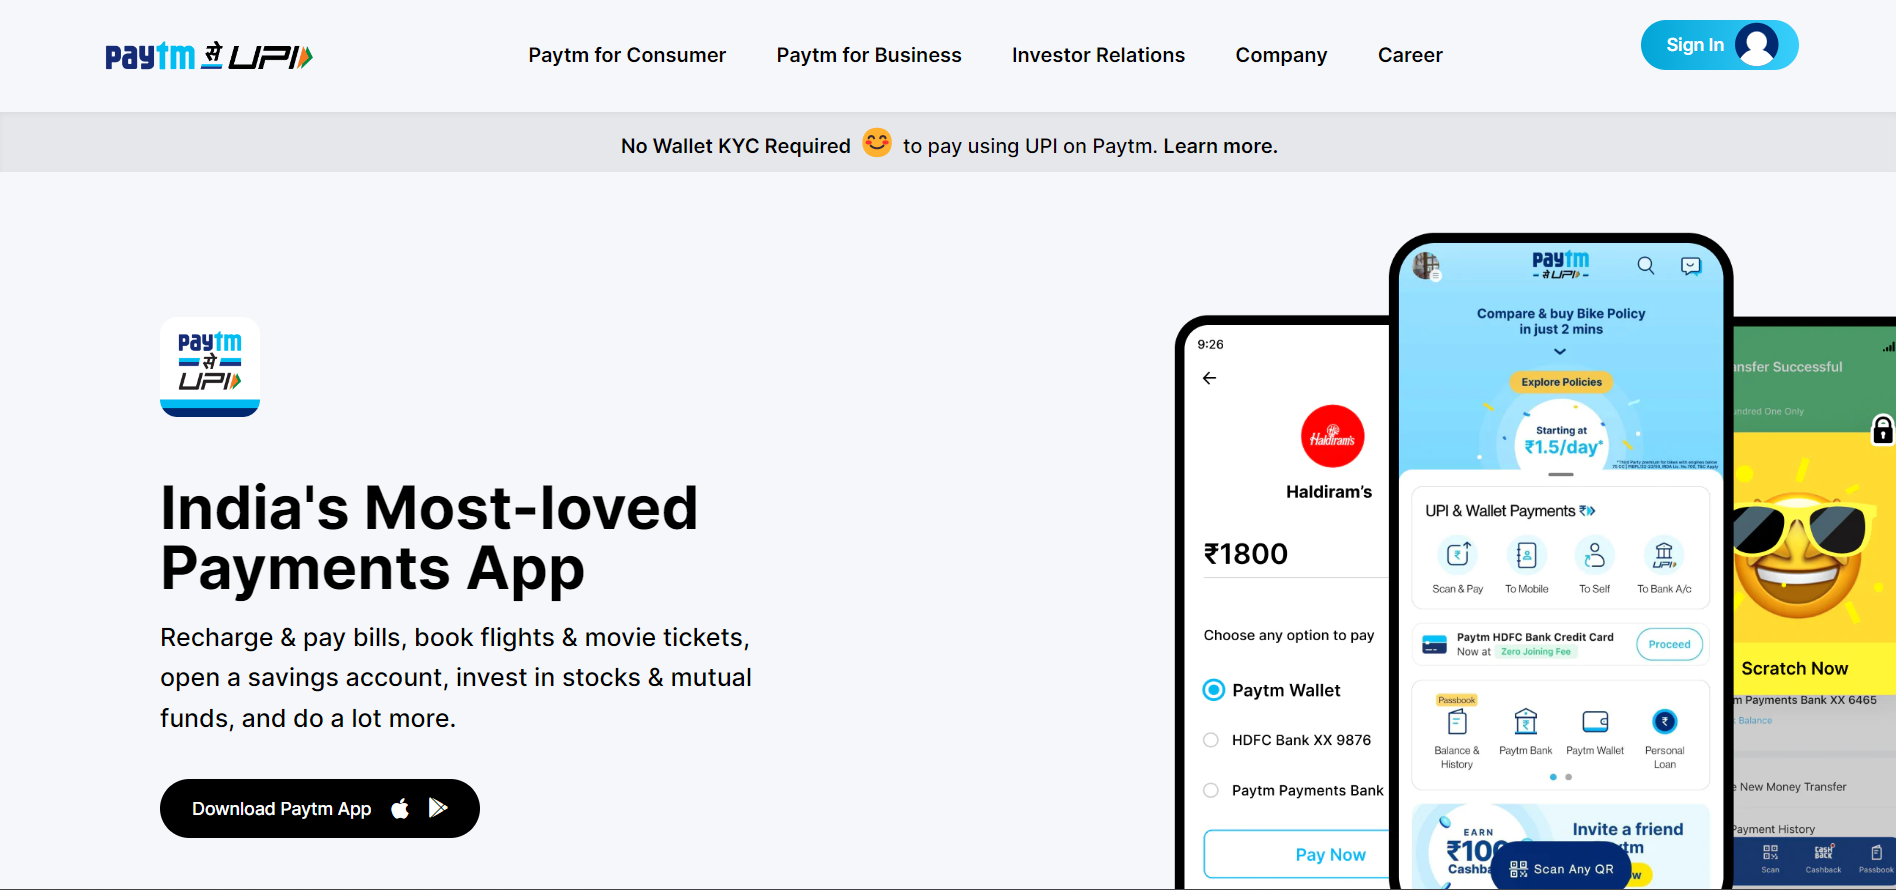 paytm से UPI
Paytm for Consumer
Paytm for Business
Investor Relations
Company
Career
Sign In
No Wallet KYC Required 😊 to pay using UPI on Paytm. Learn more.
paytm
से
UPI
India's Most-loved
Payments App
Recharge & pay bills, book flights & movie tickets,
open a savings account, invest in stocks & mutual
funds, and do a lot more.
Download Paytm App
9:26
Haldiram's
Haldiram's
₹1800
Choose any option to pay
Paytm Wallet
HDFC Bank XX 9876
Paytm Payments Bank
Pay Now
paytm
से UPI
Compare & buy Bike Policy
in just 2 mins
Explore Policies
Starting at
₹1.5/day*
UPI & Wallet Payments
Scan & Pay
To Mobile
To Self
UPI
To Bank A/c
Paytm HDFC Bank Credit Card
Now at Zero Joining Fee
Proceed
Passbook
Balance &
History
Paytm Bank
Paytm Wallet
Personal
Loan
EARN
₹100
Cashba
Invite a friend
tm
w
Scan Any QR
nsfer Successful
ndred One Only
Scratch Now
m Payments Bank XX 6465
Balance
New Money Transfer
Payment History
Scan
CASH
BACK
Cashback
Passbook